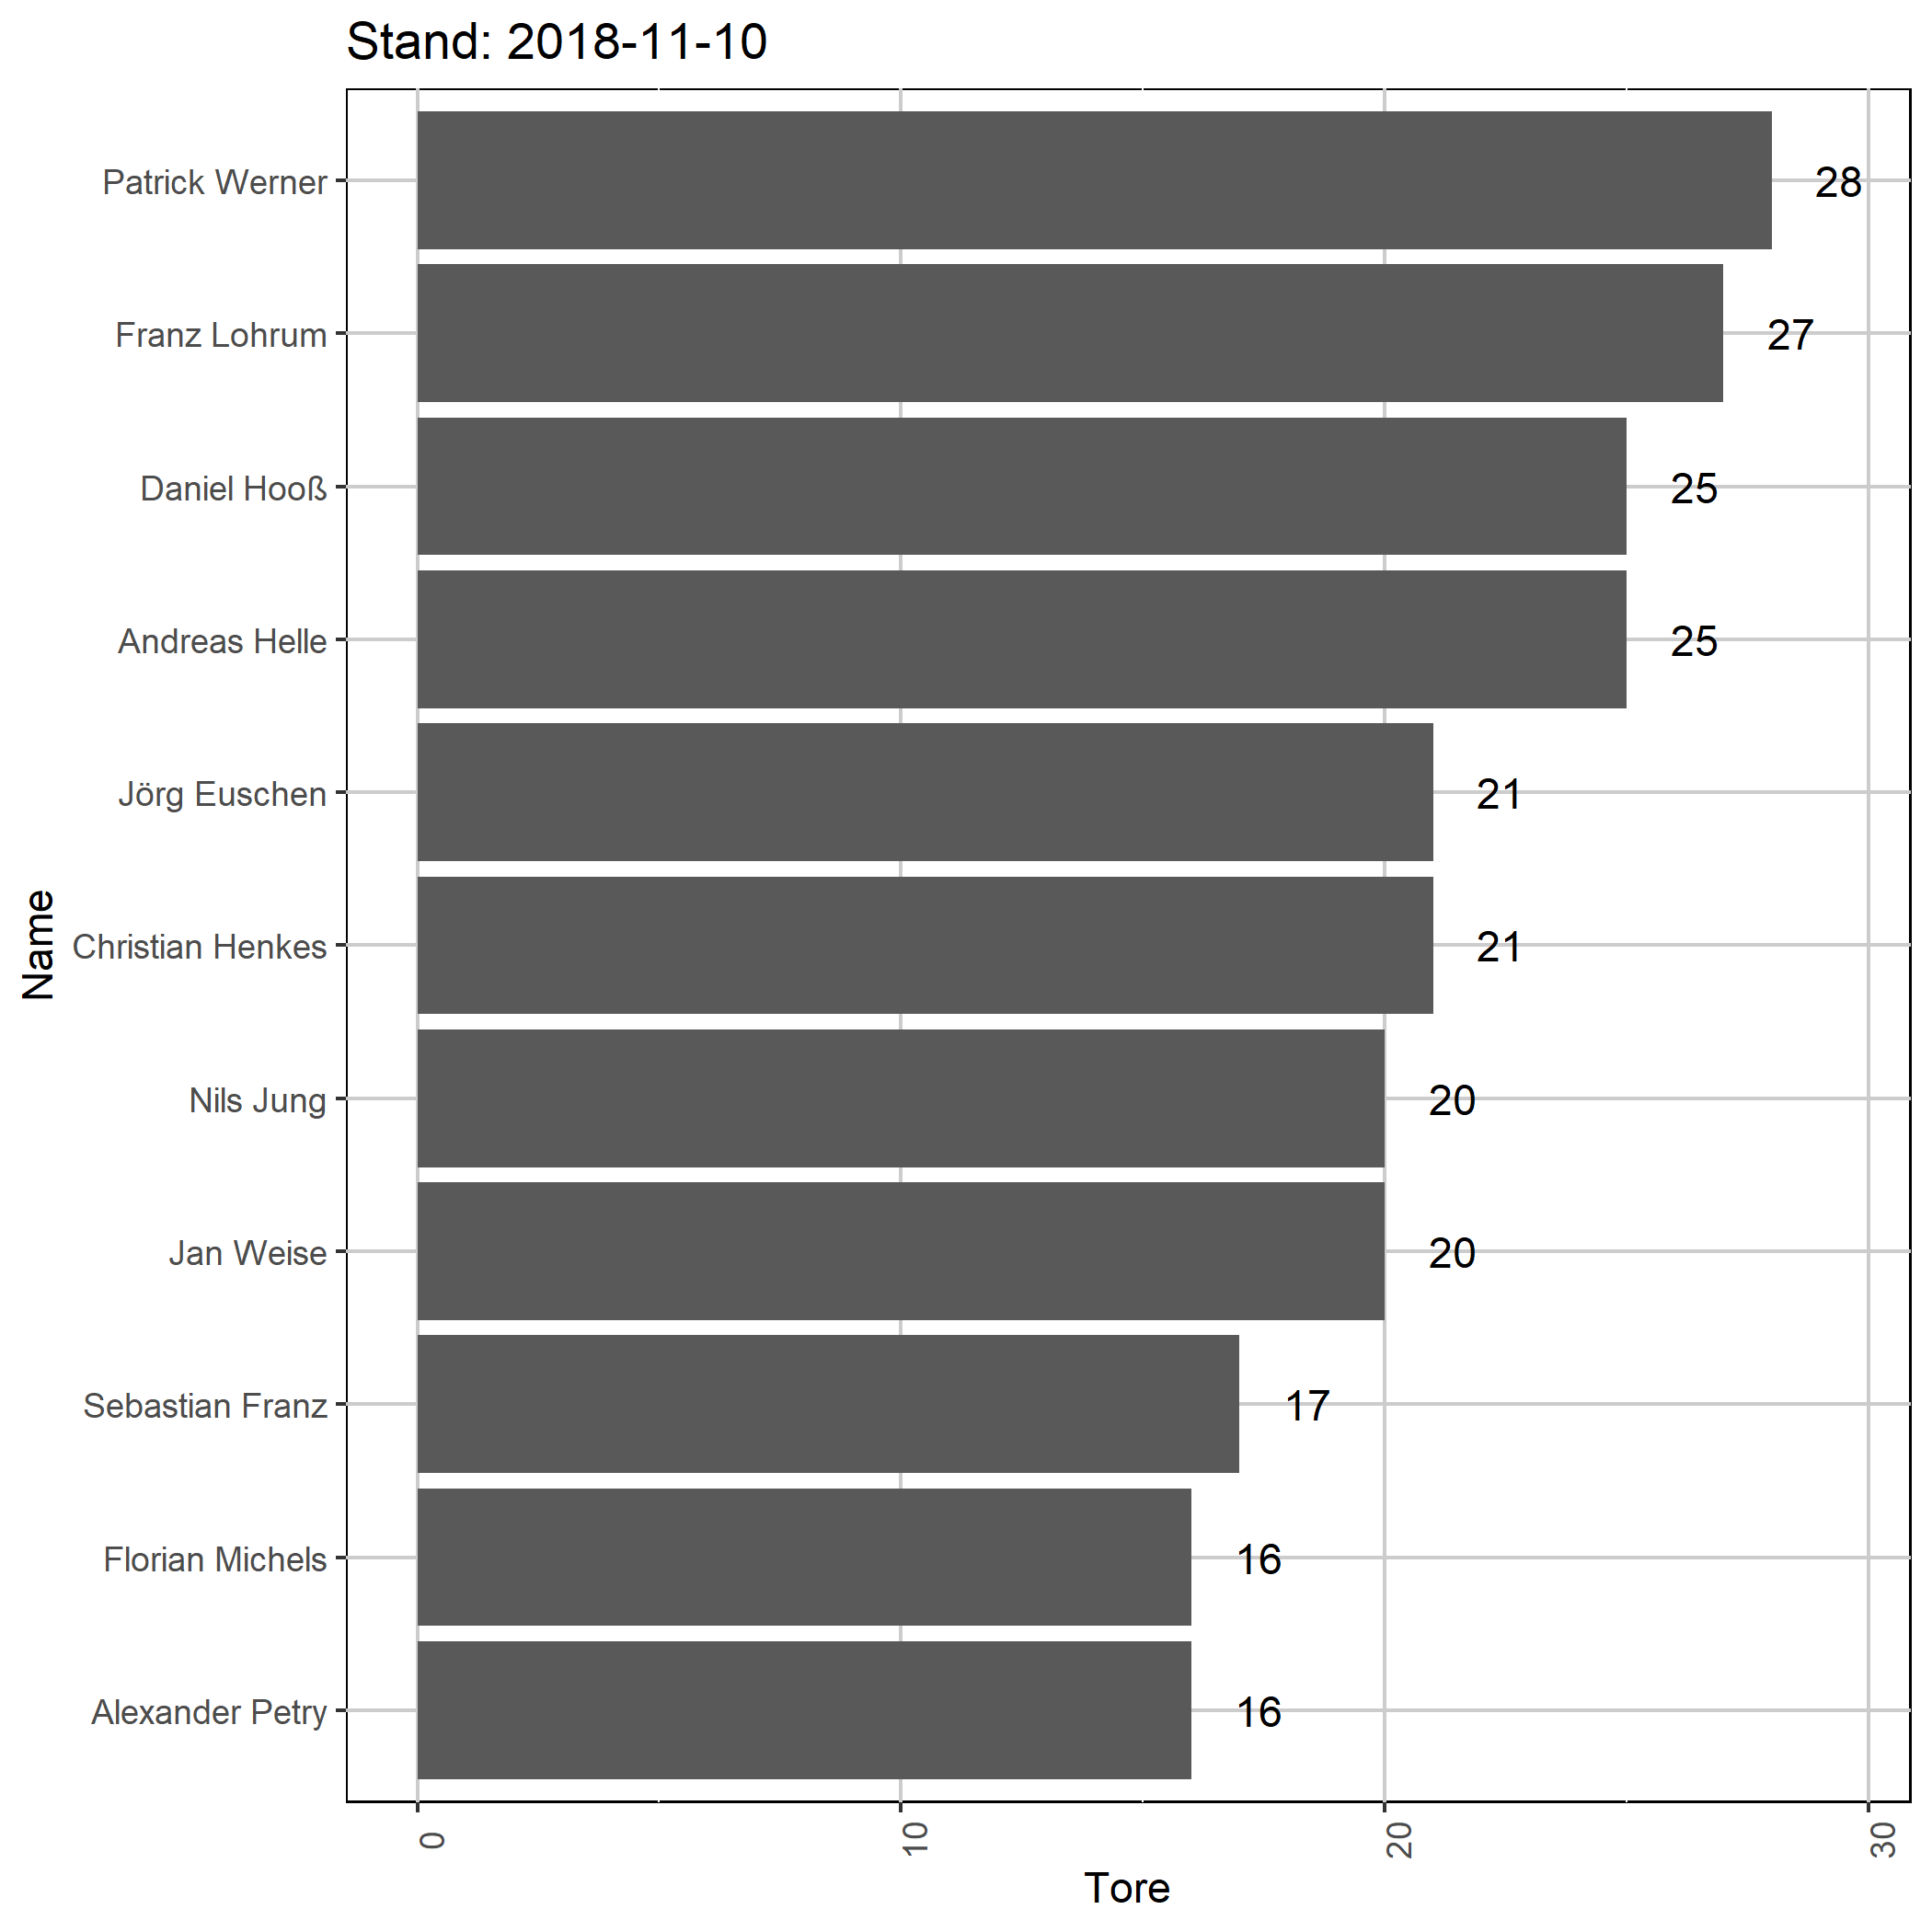 Stand: 2018-11-10
Name
Patrick Werner 28
Franz Lohrum 27
Daniel Hooß 25
Andreas Helle 25
Jörg Euschen 21
Christian Henkes 21
Nils Jung 20
Jan Weise 20
Sebastian Franz 17
Florian Michels 16
Alexander Petry 16
0 10 20 30
Tore